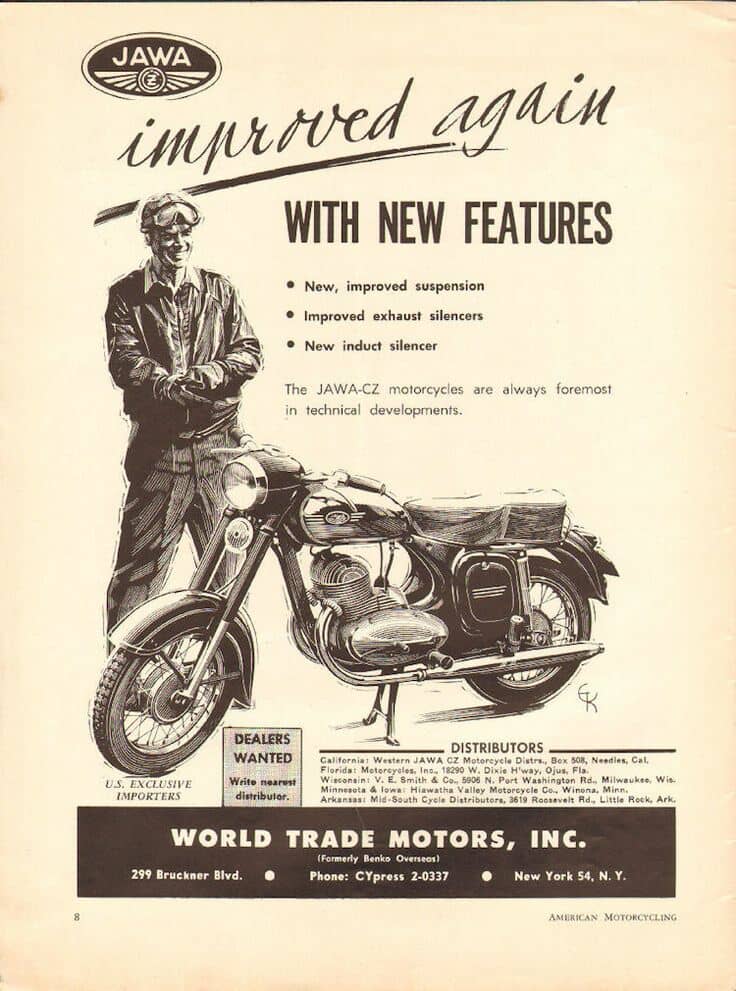 JAWA
CZ
improved again
WITH NEW FEATURES
• New, improved suspension
• Improved exhaust silencers
• New induct silencer
The JAWA-CZ motorcycles are always foremost
in technical developments.
GK
DEALERS
WANTED
Write nearest
distributor.
U.S. EXCLUSIVE
IMPORTERS
DISTRIBUTORS
California: Western JAWA CZ Motorcycle Distrs., Box 508, Needles, Cal.
Florida: Motorcycles, Inc., 18290 W. Dixie H'way, Ojus, Fla.
Wisconsin: V. E. Smith & Co., 5906 N. Port Washington Rd., Milwaukee, Wis.
Minnesota & Iowa: Hiawatha Valley Motorcycle Co., Winona, Minn.
Arkansas: Mid-South Cycle Distributors, 3619 Roosevelt Rd., Little Rock, Ark.
WORLD TRADE MOTORS, INC.
(Formerly Benko Overseas)
299 Bruckner Blvd. • Phone: CYpress 2-0337 • New York 54, N. Y.
8 AMERICAN MOTORCYCLING